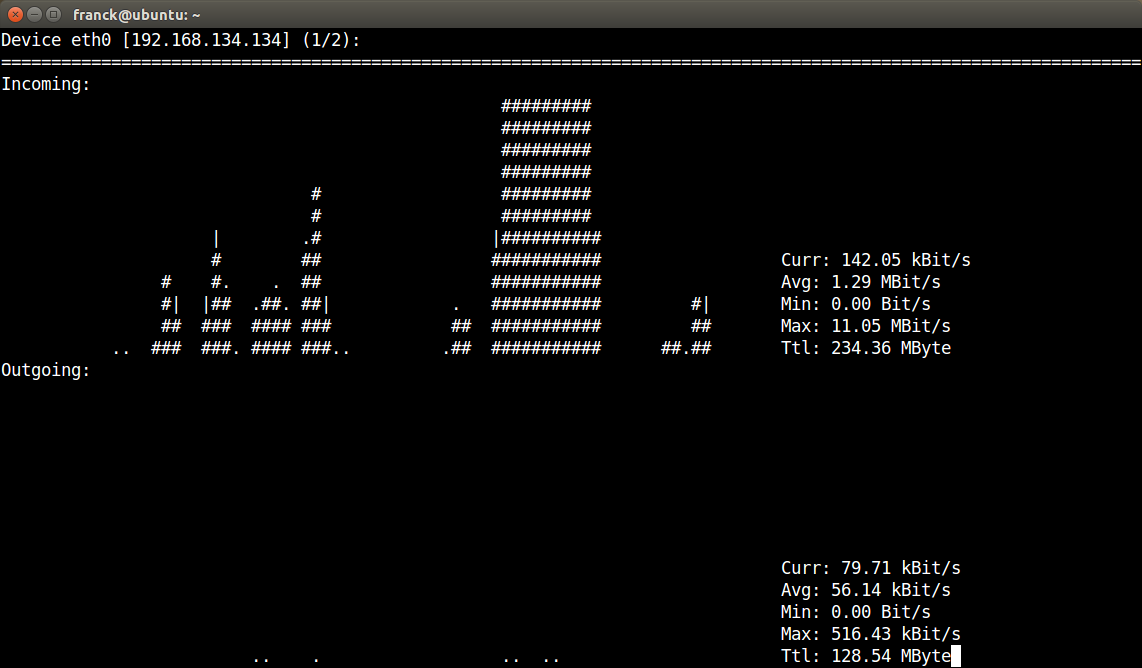 franck@ubuntu: ~
Device eth0 [192.168.134.134] (1/2):
==================================================================================================================
Incoming:
                                                  #########
                                                  #########
                                                  #########
                                                  #########
                               #                  #########
                               #                  #########
                     |        .#                 |##########
                     #        ##                 ###########                  Curr: 142.05 kBit/s
                #    #.    .  ##                 ###########                  Avg: 1.29 MBit/s
                #|  |##  .##. ##|            .   ###########         #|       Min: 0.00 Bit/s
                ##  ###  #### ###            ##  ###########         ##       Max: 11.05 MBit/s
           ..  ###  ###. #### ###..         .##  ###########      ##.##       Ttl: 234.36 MByte
Outgoing:
                                                                              Curr: 79.71 kBit/s
                                                                              Avg: 56.14 kBit/s
                                                                              Min: 0.00 Bit/s
                                                                              Max: 516.43 kBit/s
                         ..    .                  ..  ..                      Ttl: 128.54 MByte